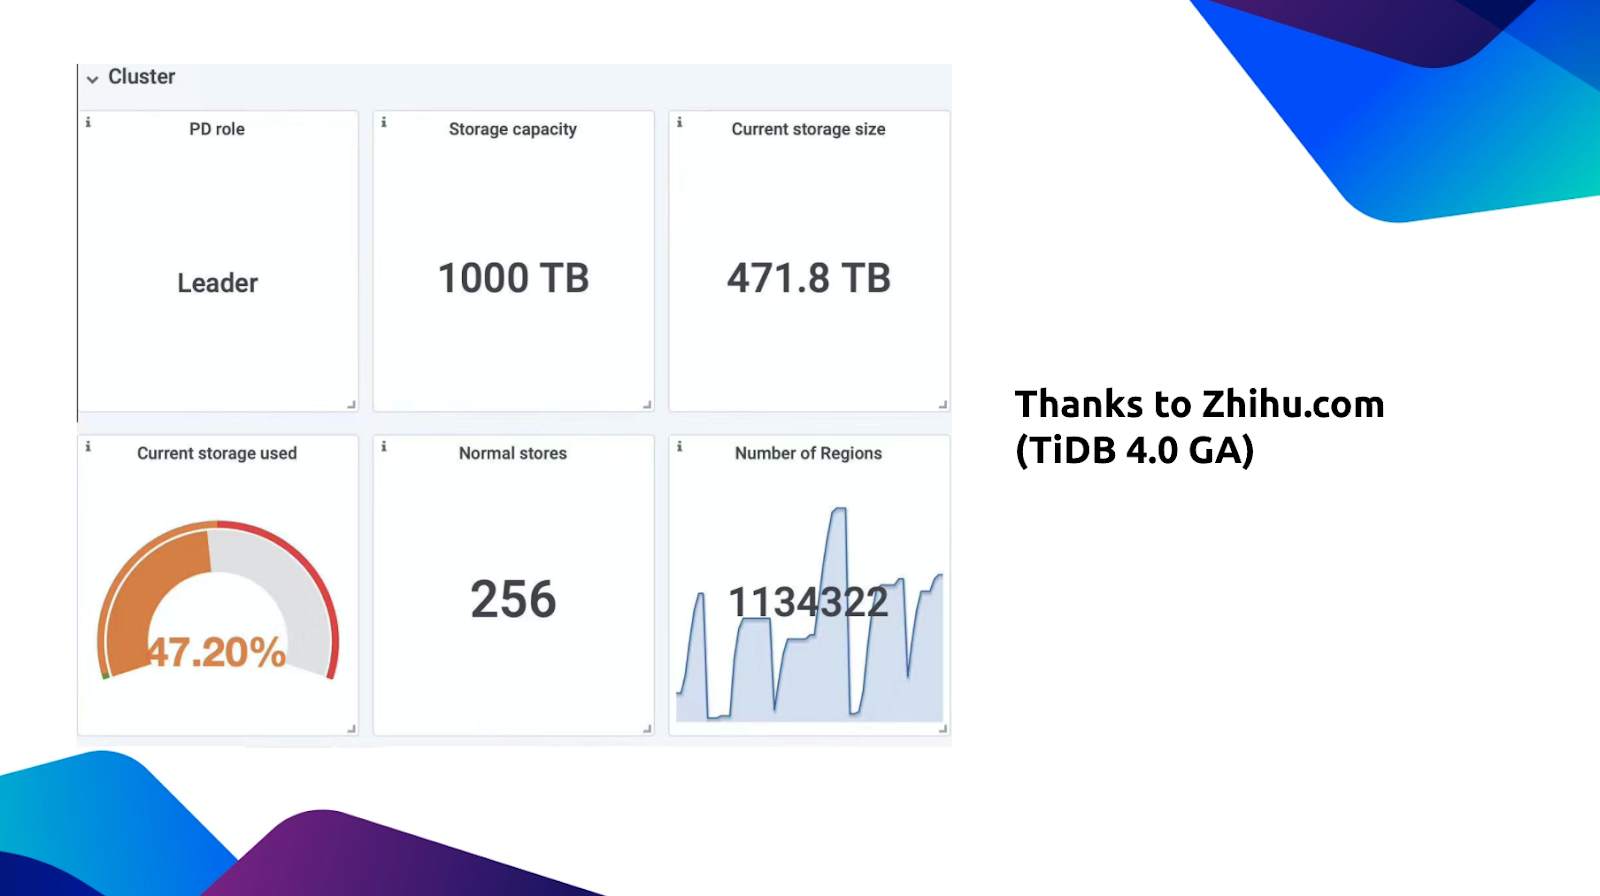 Cluster
PD role
Leader
Storage capacity
1000 TB
Current storage size
471.8 TB
Current storage used
47.20%
Normal stores
256
Number of Regions
1134322
Thanks to Zhihu.com
(TiDB 4.0 GA)